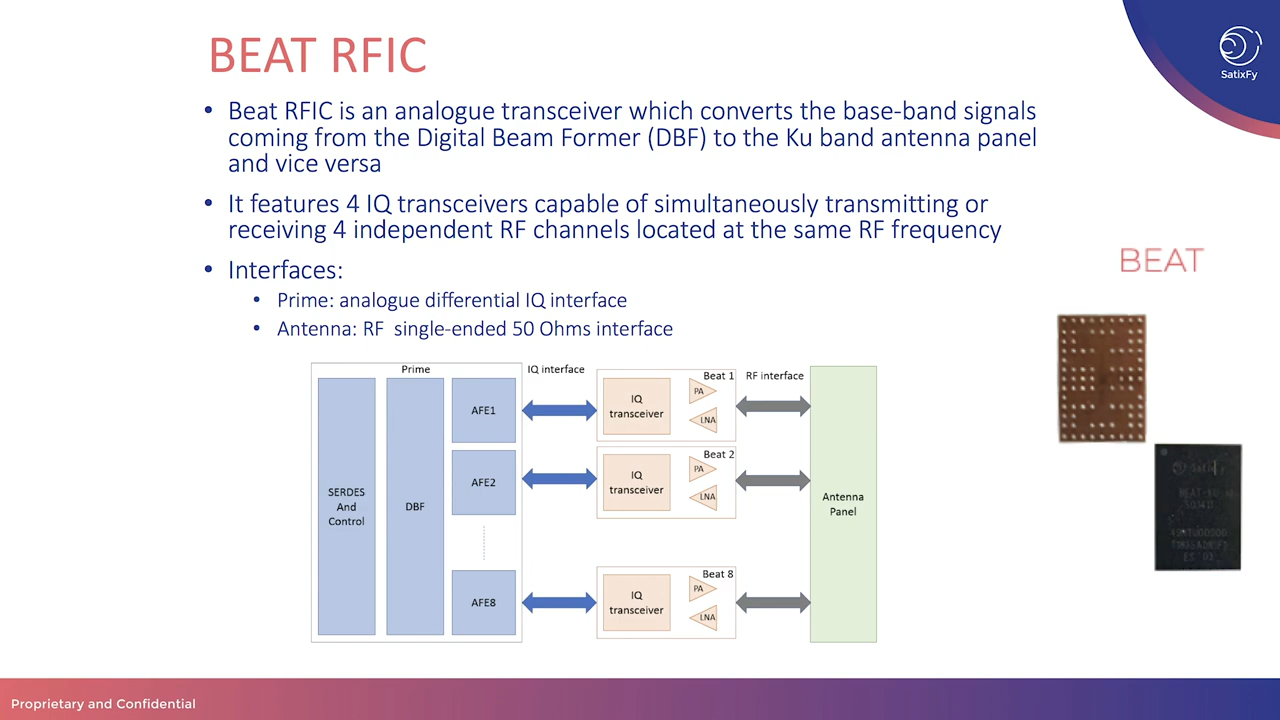 BEAT RFIC
SatixFy
• Beat RFIC is an analogue transceiver which converts the base-band signals
coming from the Digital Beam Former (DBF) to the Ku band antenna panel
and vice versa
• It features 4 IQ transceivers capable of simultaneously transmitting or
receiving 4 independent RF channels located at the same RF frequency
• Interfaces:
• Prime: analogue differential IQ interface
• Antenna: RF single-ended 50 Ohms interface
BEAT
Prime
IQ interface
RF interface
SERDES
And
Control
DBF
AFE1
AFE2
AFE8
Beat 1
IQ
transceiver
PA
LNA
Beat 2
IQ
transceiver
PA
LNA
Beat 8
IQ
transceiver
PA
LNA
Antenna
Panel
BEAT-KU
Proprietary and Confidential